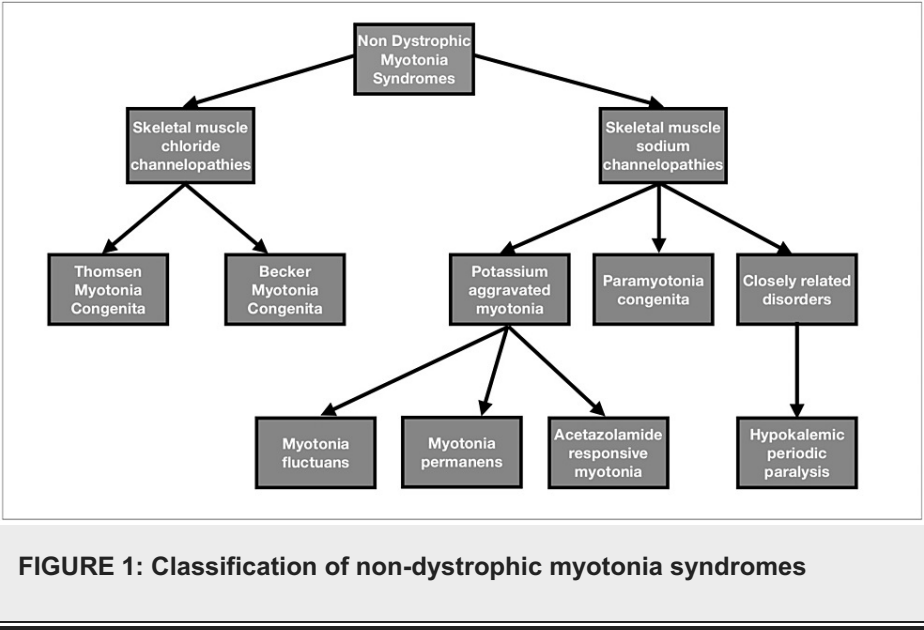 Non Dystrophic
Myotonia
Syndromes
Skeletal muscle
chloride
channelopathies
Skeletal muscle
sodium
channelopathies
Thomsen
Myotonia
Congenita
Becker
Myotonia
Congenita
Potassium
aggravated
myotonia
Paramyotonia
congenita
Closely related
disorders
Myotonia
fluctuans
Myotonia
permanens
Acetazolamide
responsive
myotonia
Hypokalemic
periodic
paralysis
FIGURE 1: Classification of non-dystrophic myotonia syndromes